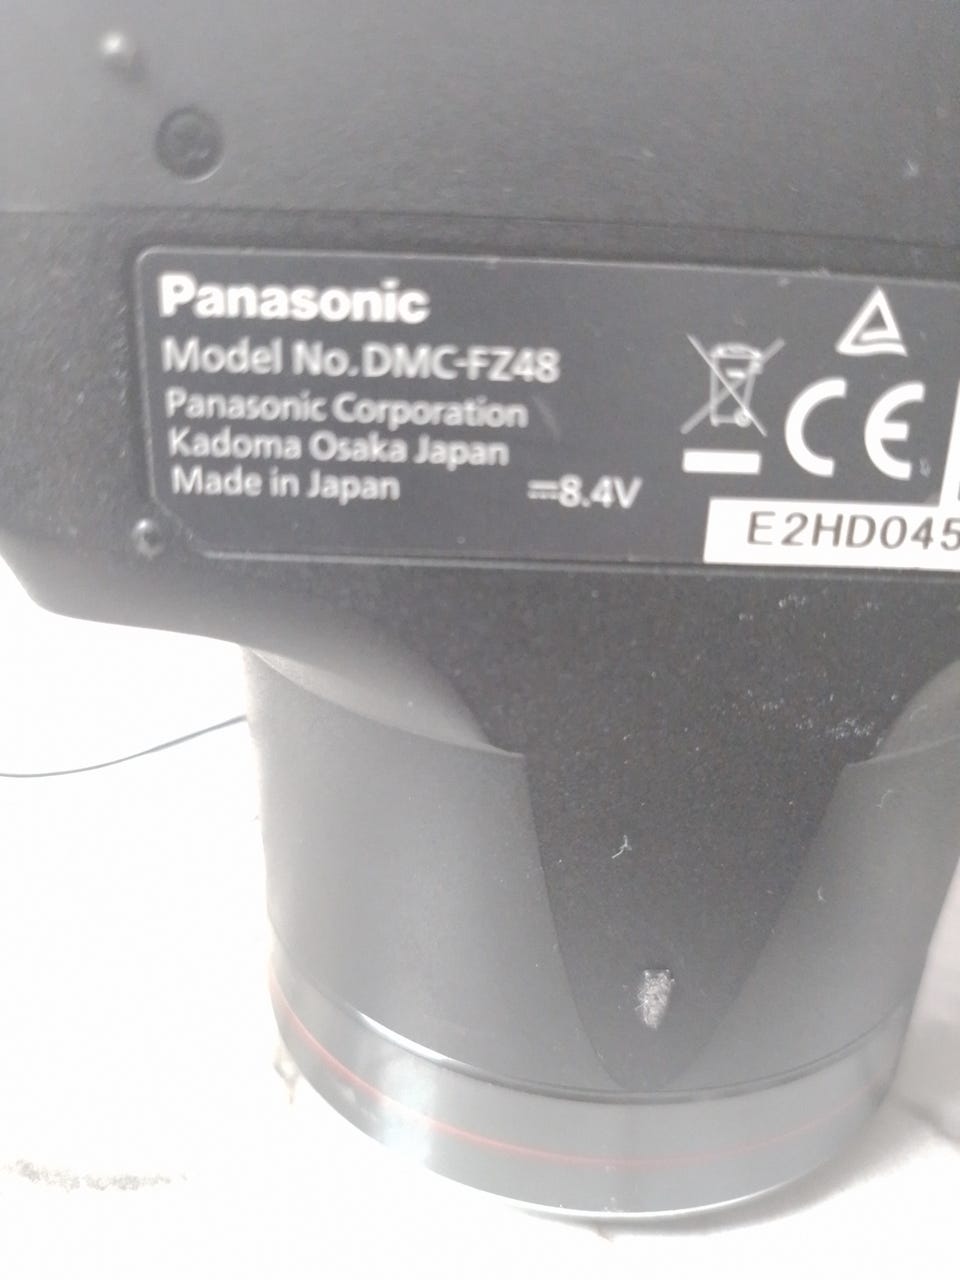 Panasonic
Model No.DMC-FZ48
Panasonic Corporation
Kadoma Osaka Japan
Made in Japan
⎓8.4V
CE
E2HD045